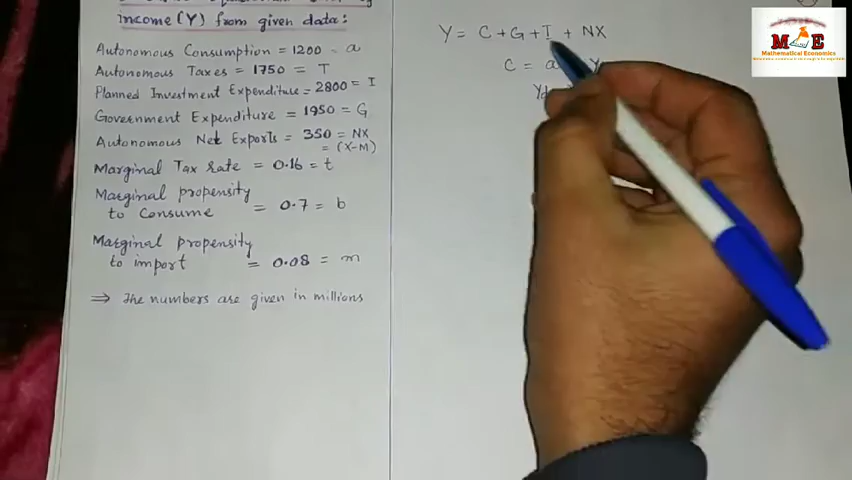 income (Y) from given data:
Autonomous Consumption = 1200 - a
Autonomous Taxes = 1750 = T
Planned Investment Expenditure = 2800 = I
Government Expenditure = 1950 = G
Autonomous Net Exports = 350 = NX
= (X-M)
Marginal Tax rate = 0.16 = t
Marginal propensity
to Consume = 0.7 = b
Marginal propensity
to import = 0.08 = m
⇒ The numbers are given in millions
Y = C + G + I + NX
C = a
Yd
M E
Mathematical Economics